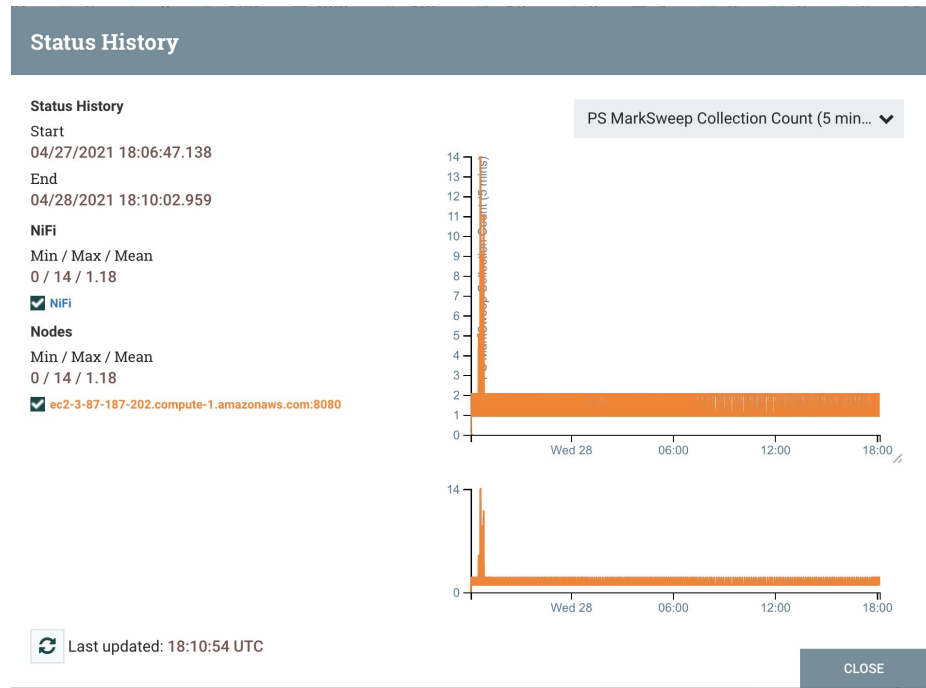 Status History
Status History
Start
04/27/2021 18:06:47.138
End
04/28/2021 18:10:02.959
NiFi
Min / Max / Mean
0 / 14 / 1.18
NiFi
Nodes
Min / Max / Mean
0 / 14 / 1.18
ec2-3-87-187-202.compute-1.amazonaws.com:8080
PS MarkSweep Collection Count (5 min...
14
13
12
11
10
9
8
7
6
5
4
3
2
1
0
Collection Count (5 mins)
Wed 28 06:00 12:00 18:00
14
0
Wed 28 06:00 12:00 18:00
Last updated: 18:10:54 UTC
CLOSE